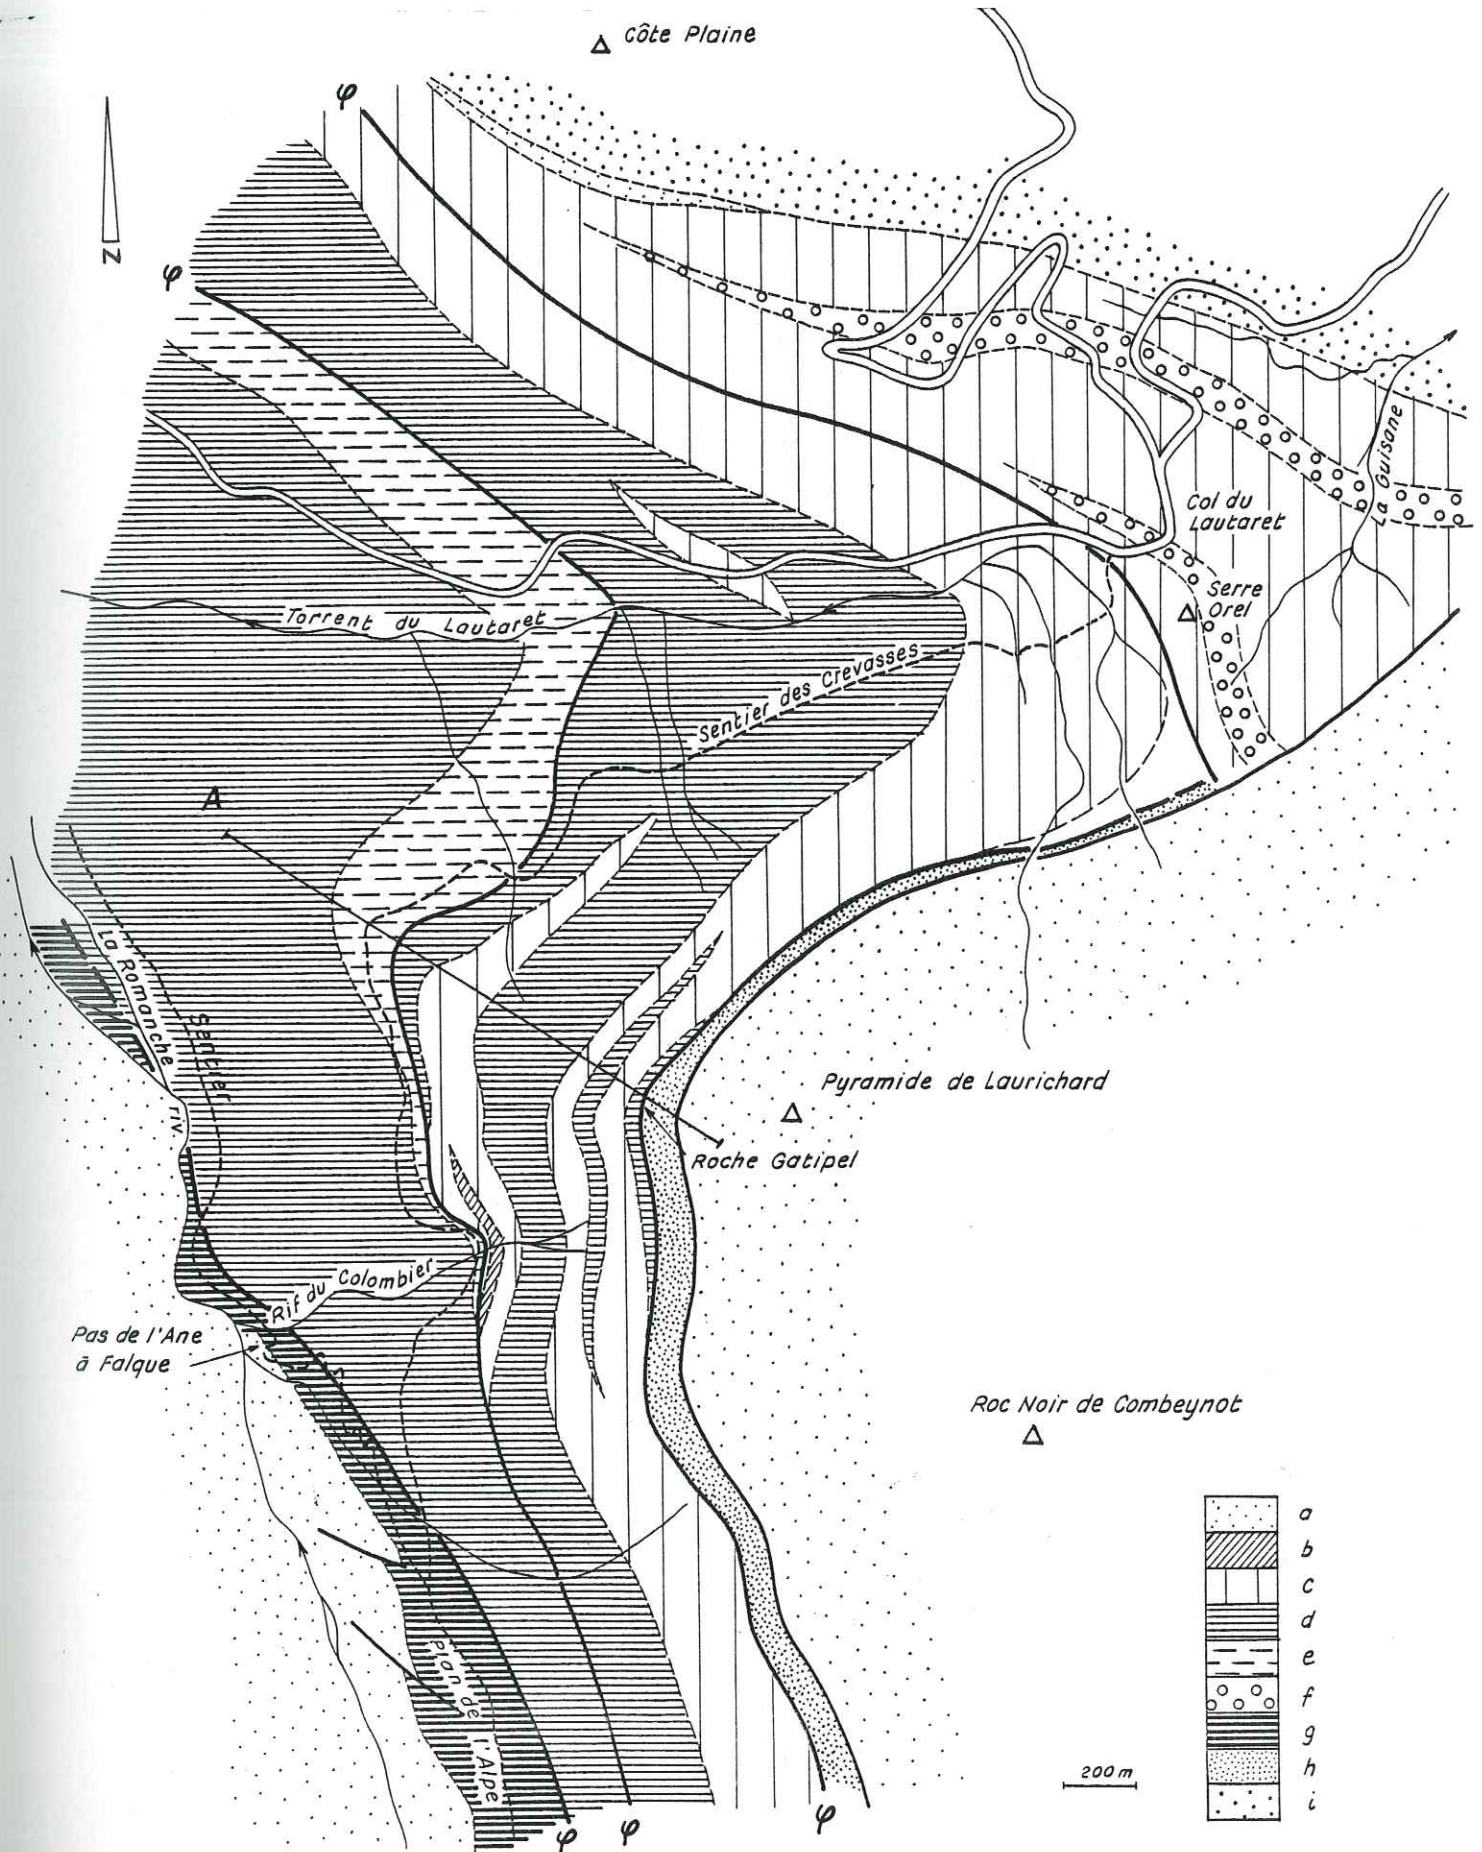 Côte Plaine
φ
N
φ
La Guisane
Col du
Lautaret
Serre
Orel
Torrent du Lautaret
Sentier des Crevasses
A
La Romanche
riv
Sentier
Pyramide de Laurichard
Roche Gatipel
Rif du Colombier
Pas de l'Ane
à Falque
Roc Noir de Combeynot
Plan de l'Alpe
a
b
c
d
e
f
g
h
i
200 m
φ
φ
φ